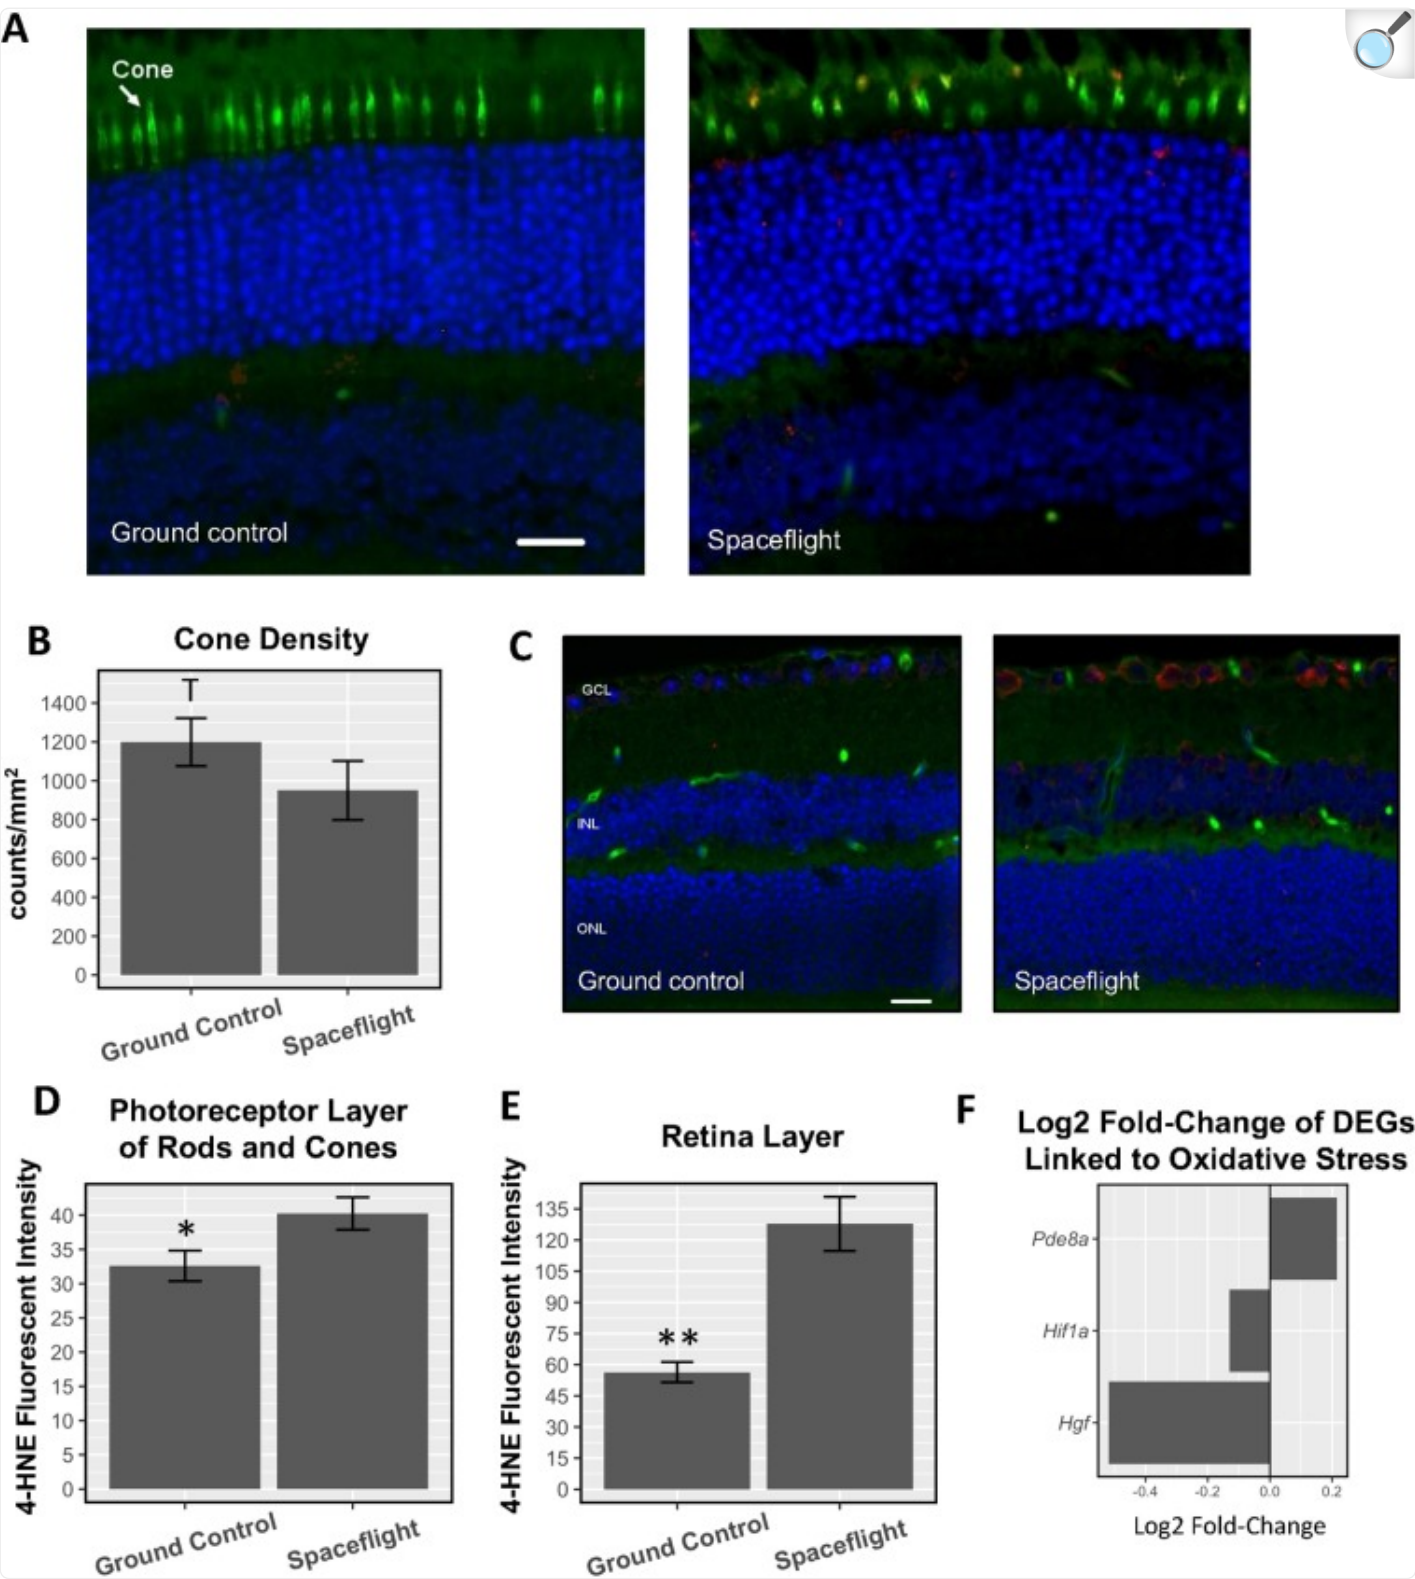 A
Cone
Ground control
Spaceflight
B
Cone Density
counts/mm²
1400
1200
1000
800
600
400
200
0
T
Ground Control
Spaceflight
C
GCL
INL
ONL
Ground control
Spaceflight
D
Photoreceptor Layer
of Rods and Cones
4-HNE Fluorescent Intensity
40
35
30
25
20
15
10
5
0
*
Ground Control
Spaceflight
E
Retina Layer
4-HNE Fluorescent Intensity
135
120
105
90
75
60
45
30
15
0
**
Ground Control
Spaceflight
F
Log2 Fold-Change of DEGs
Linked to Oxidative Stress
Pde8a
Hif1a
Hgf
-0.4 -0.2 0.0 0.2
Log2 Fold-Change